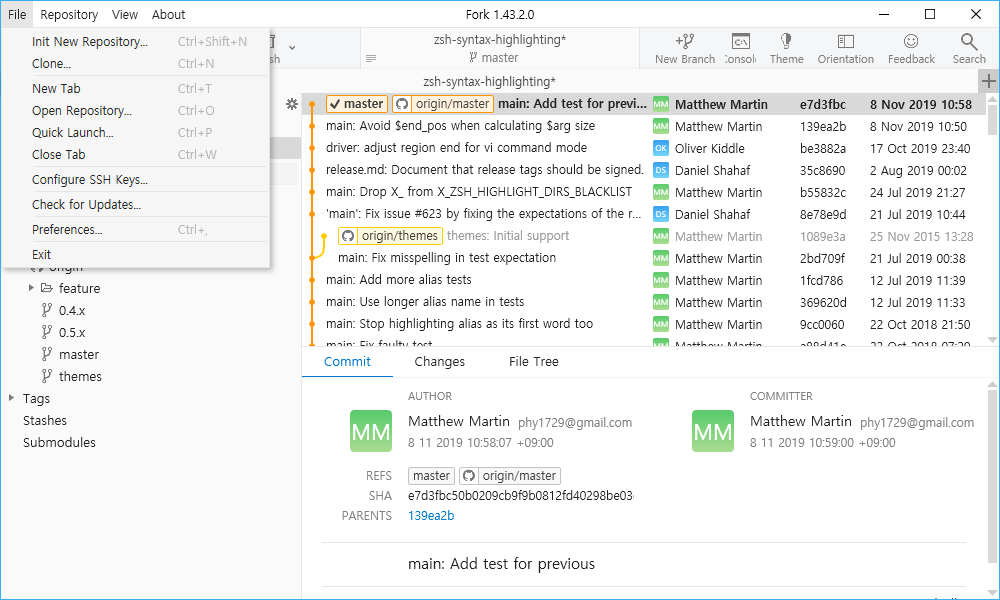 File Repository View About
Fork 1.43.2.0
Init New Repository... Ctrl+Shift+N
Clone... Ctrl+N
New Tab Ctrl+T
Open Repository... Ctrl+O
Quick Launch... Ctrl+P
Close Tab Ctrl+W
Configure SSH Keys...
Check for Updates...
Preferences... Ctrl+,
Exit
zsh-syntax-highlighting*
master
New Branch Console Theme Orientation Feedback Search
zsh-syntax-highlighting*
master origin/master main: Add test for previ... MM Matthew Martin e7d3fbc 8 Nov 2019 10:58
main: Avoid $end_pos when calculating $arg size MM Matthew Martin 139ea2b 8 Nov 2019 10:50
driver: adjust region end for vi command mode OK Oliver Kiddle be3882a 17 Oct 2019 23:40
release.md: Document that release tags should be signed. DS Daniel Shahaf 35c8690 2 Aug 2019 00:02
main: Drop X_ from X_ZSH_HIGHLIGHT_DIRS_BLACKLIST MM Matthew Martin b55832c 24 Jul 2019 21:27
'main': Fix issue #623 by fixing the expectations of the r... DS Daniel Shahaf 8e78e9d 21 Jul 2019 10:44
origin/themes themes: Initial support MM Matthew Martin 1089e3a 25 Nov 2015 13:28
main: Fix misspelling in test expectation MM Matthew Martin 2bd709f 21 Jul 2019 00:38
main: Add more alias tests MM Matthew Martin 1fcd786 12 Jul 2019 11:39
main: Use longer alias name in tests MM Matthew Martin 369620d 12 Jul 2019 11:33
main: Stop highlighting alias as its first word too MM Matthew Martin 9cc0060 22 Oct 2018 21:50
main: Fix faulty test MM Matthew Martin a88d41e 22 Oct 2018 07:20
origin
feature
0.4.x
0.5.x
master
themes
Tags
Stashes
Submodules
Commit Changes File Tree
AUTHOR
MM
Matthew Martin phy1729@gmail.com
8 11 2019 10:58:07 +09:00
COMMITTER
MM
Matthew Martin phy1729@gmail.com
8 11 2019 10:59:00 +09:00
REFS master origin/master
SHA e7d3fbc50b0209cb9f9b0812fd40298be03
PARENTS 139ea2b
main: Add test for previous